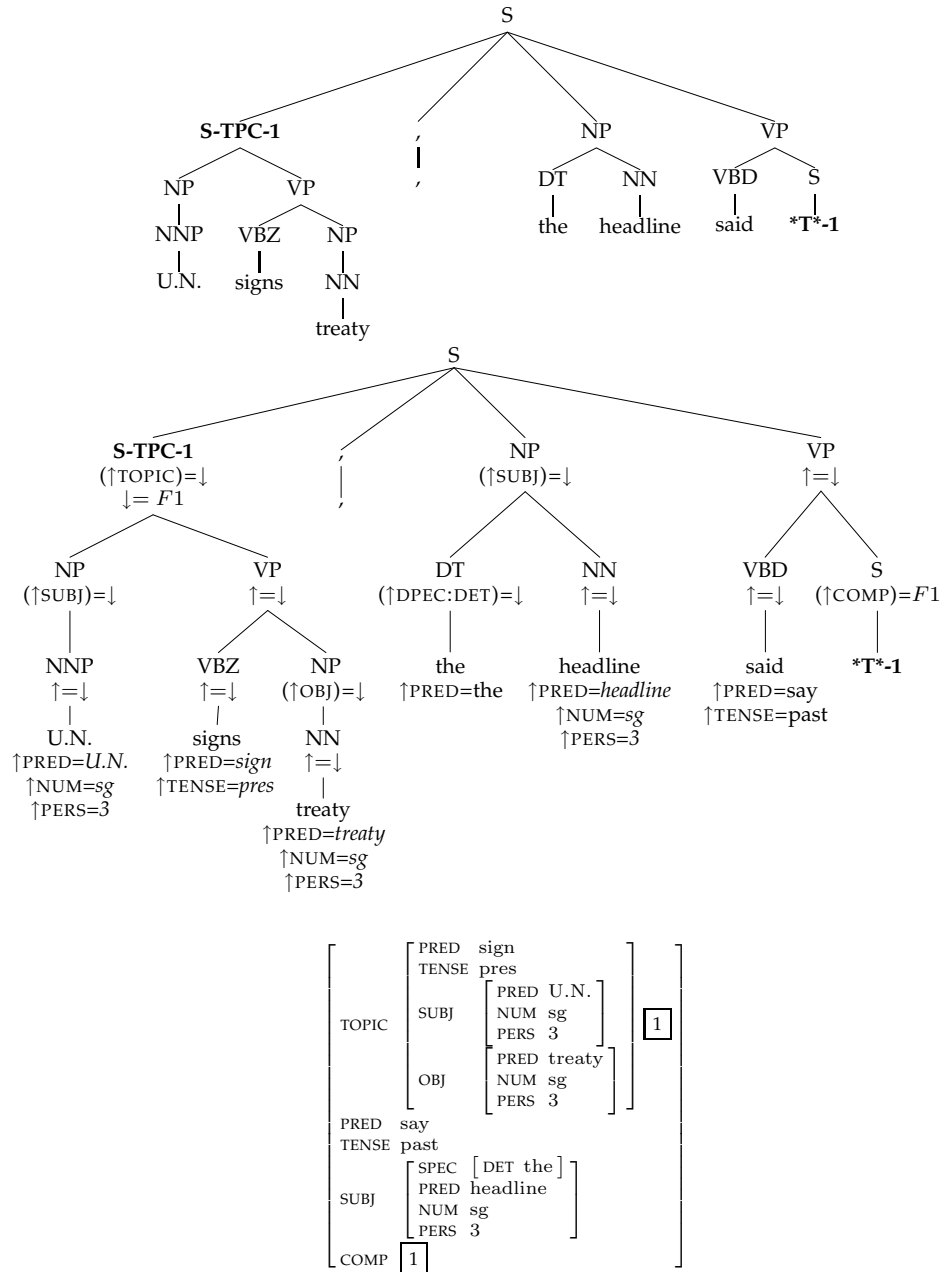 S
S-TPC-1 , NP VP
NP VP , DT NN VBD S
NNP VBZ NP the headline said *T*-1
U.N. signs NN
treaty
S
S-TPC-1 , NP VP
(↑TOPIC)=↓ (↑SUBJ)=↓ ↑=↓
↓= F1 ,
NP VP DT NN VBD S
(↑SUBJ)=↓ ↑=↓ (↑DPEC:DET)=↓ ↑=↓ ↑=↓ (↑COMP)=F1
NNP VBZ NP the headline said *T*-1
↑=↓ ↑=↓ (↑OBJ)=↓ ↑PRED=the ↑PRED=headline ↑PRED=say
↑NUM=sg ↑TENSE=past
U.N. signs NN ↑PERS=3
↑PRED=U.N. ↑PRED=sign ↑=↓
↑NUM=sg ↑TENSE=pres
↑PERS=3 treaty
↑PRED=treaty
↑NUM=sg
↑PERS=3
PRED sign
TENSE pres
PRED U.N.
TOPIC SUBJ NUM sg 1
PERS 3
PRED treaty
OBJ NUM sg
PERS 3
PRED say
TENSE past
SPEC [ DET the ]
SUBJ PRED headline
NUM sg
PERS 3
COMP 1